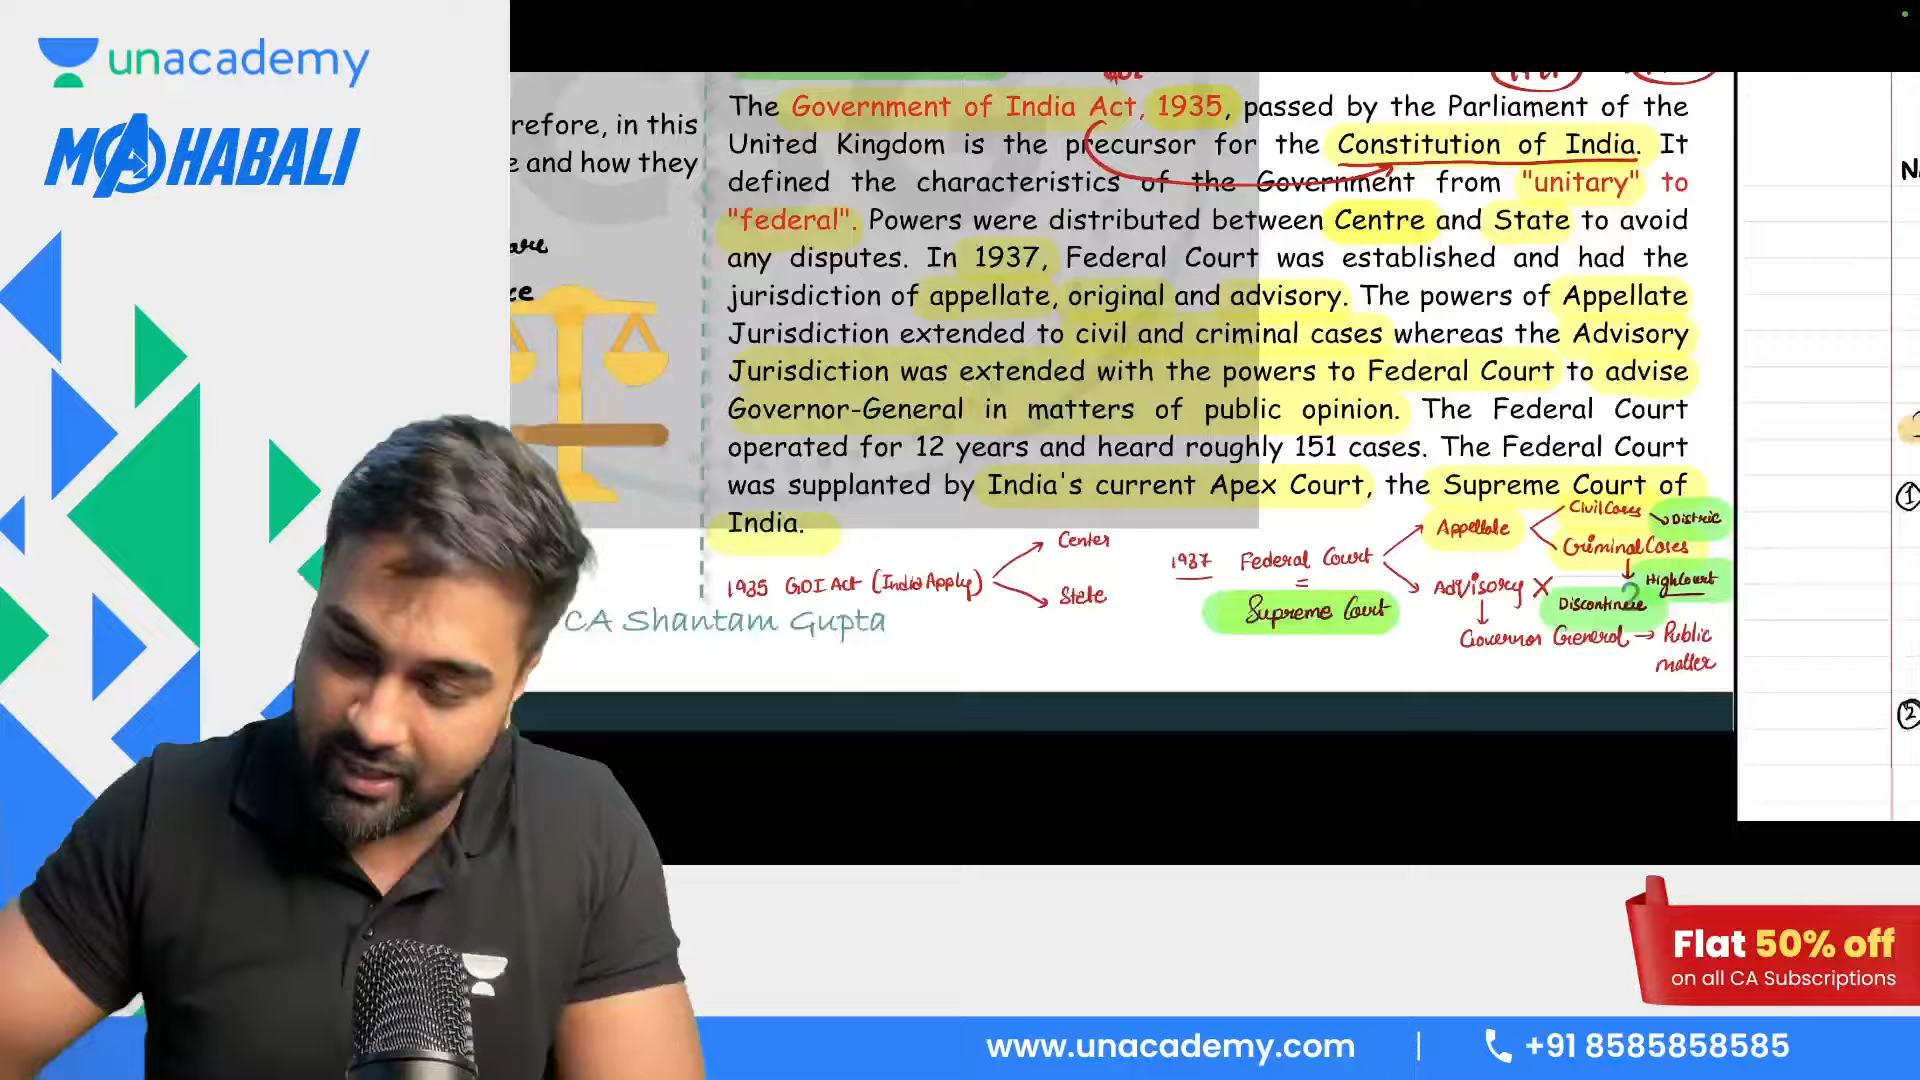 unacademy
MAHABALI
refore, in this
e and how they
are
ce
The Government of India Act, 1935, passed by the Parliament of the
United Kingdom is the precursor for the Constitution of India. It
defined the characteristics of the Government from "unitary" to
"federal". Powers were distributed between Centre and State to avoid
any disputes. In 1937, Federal Court was established and had the
jurisdiction of appellate, original and advisory. The powers of Appellate
Jurisdiction extended to civil and criminal cases whereas the Advisory
Jurisdiction was extended with the powers to Federal Court to advise
Governor-General in matters of public opinion. The Federal Court
operated for 12 years and heard roughly 151 cases. The Federal Court
was supplanted by India's current Apex Court, the Supreme Court of
India.
1935 GOI Act (India Apply)
Center
State
1937 Federal Court
=
Supreme Court
Appellate
Civil Cases
Distric
Criminal Cases
High Court
Advisory X
Discontinue
Governor General → Public
matter
CA Shantam Gupta
1
2
Flat 50% off
on all CA Subscriptions
www.unacademy.com | +91 8585858585